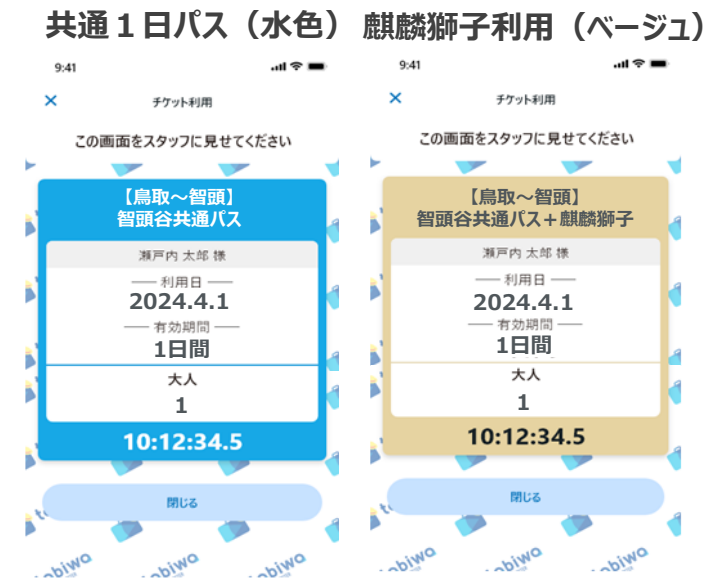 共通１日パス（水色）
9:41
チケット利用
この画面をスタッフに見せてください
【鳥取～智頭】
智頭谷共通パス
瀬戸内 太郎 様
利用日
2024.4.1
有効期間
1日間
大人
1
10:12:34.5
閉じる
tobiwa
tobiwa
麒麟獅子利用（ベージュ）
9:41
チケット利用
この画面をスタッフに見せてください
【鳥取～智頭】
智頭谷共通パス＋麒麟獅子
瀬戸内 太郎 様
利用日
2024.4.1
有効期間
1日間
大人
1
10:12:34.5
閉じる
tobiwa
tobiwa